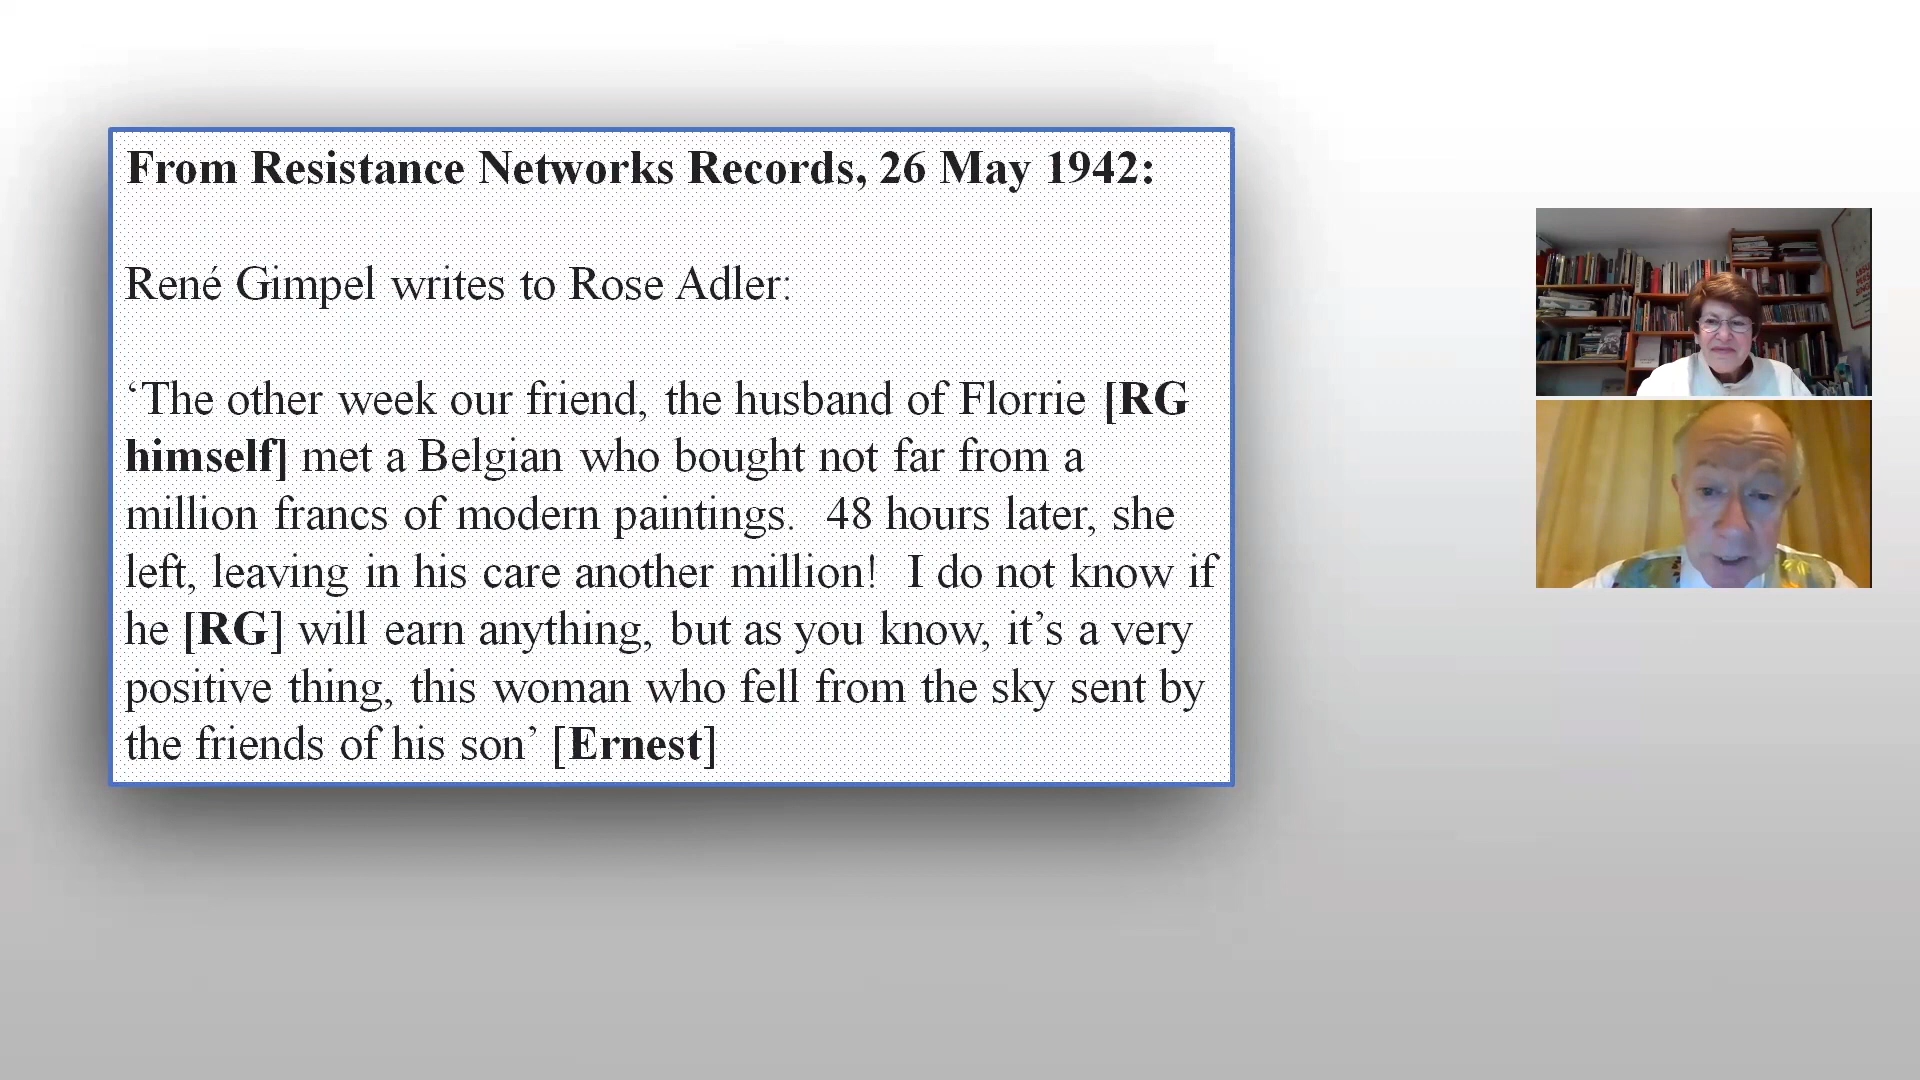 From Resistance Networks Records, 26 May 1942:
René Gimpel writes to Rose Adler:
‘The other week our friend, the husband of Florrie [RG
himself] met a Belgian who bought not far from a
million francs of modern paintings.  48 hours later, she
left, leaving in his care another million!  I do not know if
he [RG] will earn anything, but as you know, it’s a very
positive thing, this woman who fell from the sky sent by
the friends of his son’ [Ernest]